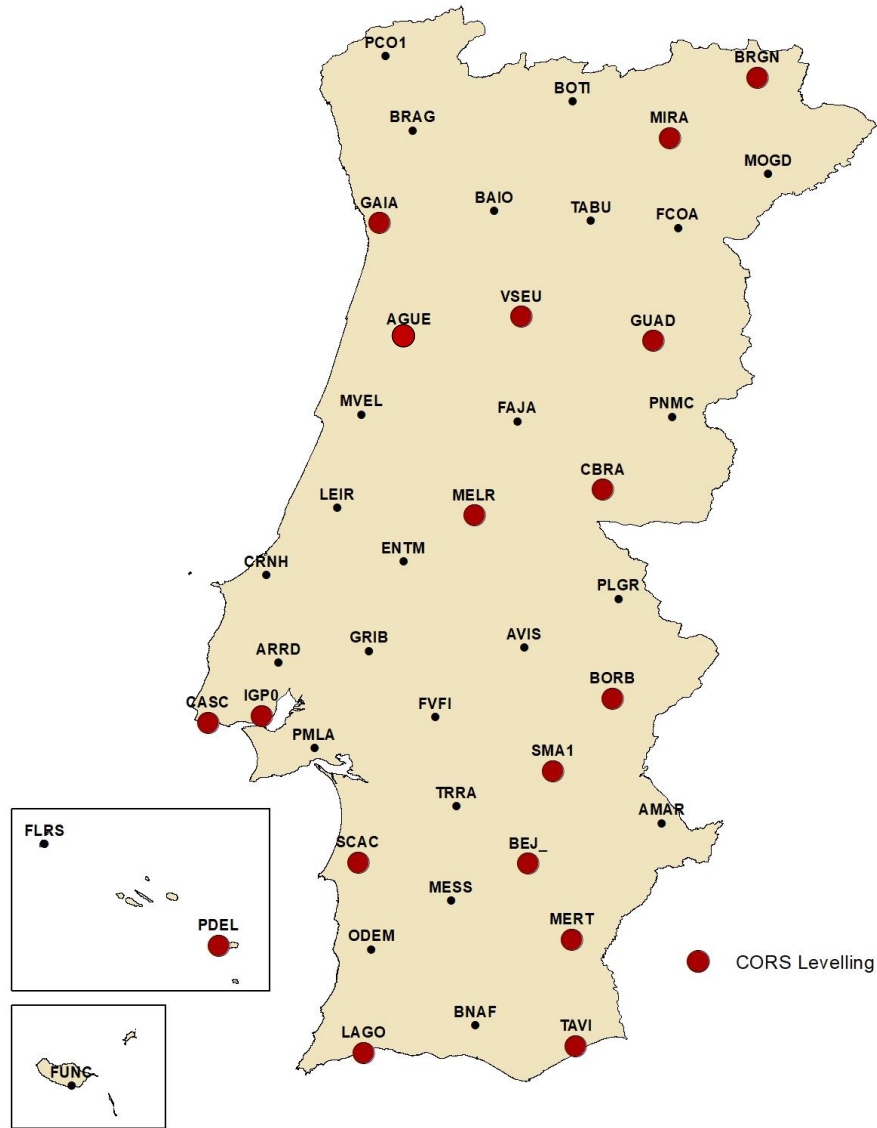 PCO1
BRGN
BOTI
BRAG
MIRA
MOGD
GAIA
BAIO
TABU
FCOA
VSEU
AGUE
GUAD
MVEL
FAJA
PNMC
CBRA
LEIR
MELR
CRNH
ENTM
PLGR
ARRD
GRIB
AVIS
BORB
CASC
IGP0
FVFI
PMLA
SMA1
TRRA
AMAR
FLRS
SCAC
BEJ_
MESS
PDEL
ODEM
MERT
CORS Levelling
BNAF
LAGO
TAVI
FUNC